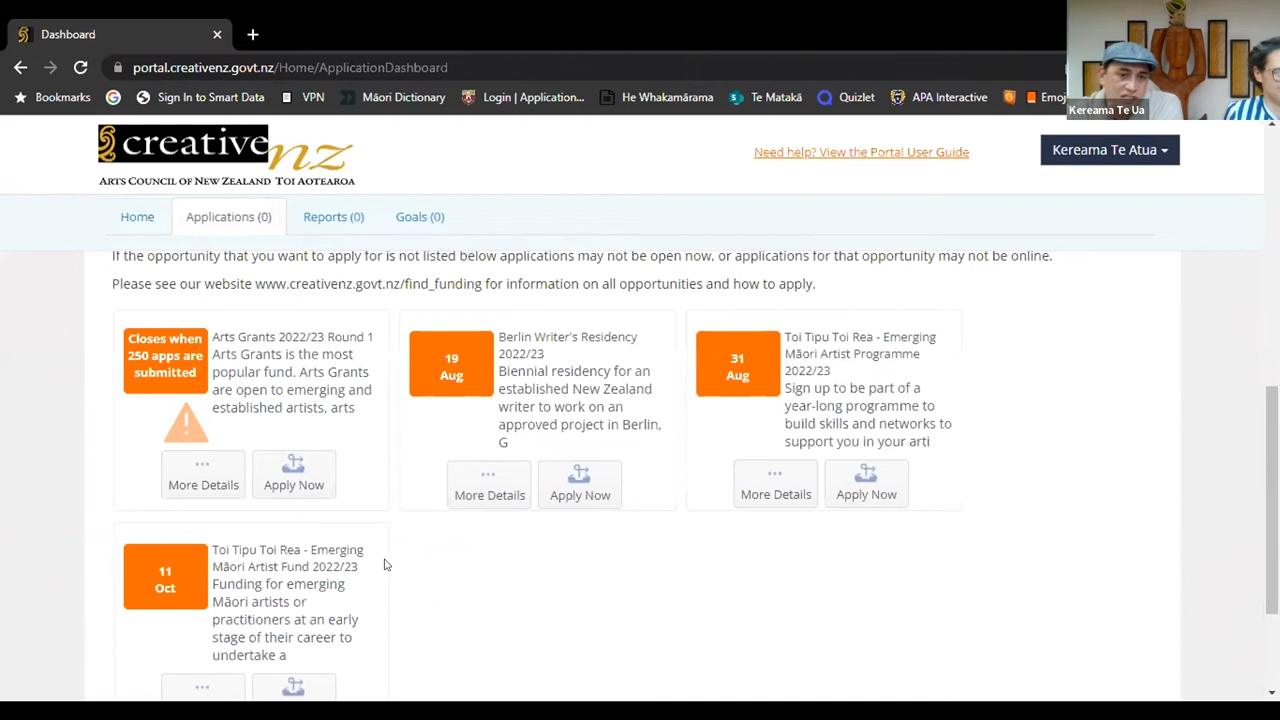 Dashboard
portal.creativenz.govt.nz/Home/ApplicationDashboard
Bookmarks
Sign In to Smart Data
VPN
Māori Dictionary
Login | Application...
He Whakamārama
Te Matakā
Quizlet
APA Interactive
Emoj
Kereama Te Ua
creative nz
ARTS COUNCIL OF NEW ZEALAND TOI AOTEAROA
Need help? View the Portal User Guide
Kereama Te Atua
Home
Applications (0)
Reports (0)
Goals (0)
If the opportunity that you want to apply for is not listed below applications may not be open now, or applications for that opportunity may not be online.
Please see our website www.creativenz.govt.nz/find_funding for information on all opportunities and how to apply.
Closes when
250 apps are
submitted
Arts Grants 2022/23 Round 1
Arts Grants is the most
popular fund. Arts Grants
are open to emerging and
established artists, arts
More Details
Apply Now
19
Aug
Berlin Writer's Residency
2022/23
Biennial residency for an
established New Zealand
writer to work on an
approved project in Berlin,
G
More Details
Apply Now
31
Aug
Toi Tipu Toi Rea - Emerging
Māori Artist Programme
2022/23
Sign up to be part of a
year-long programme to
build skills and networks to
support you in your arti
More Details
Apply Now
11
Oct
Toi Tipu Toi Rea - Emerging
Māori Artist Fund 2022/23
Funding for emerging
Māori artists or
practitioners at an early
stage of their career to
undertake a